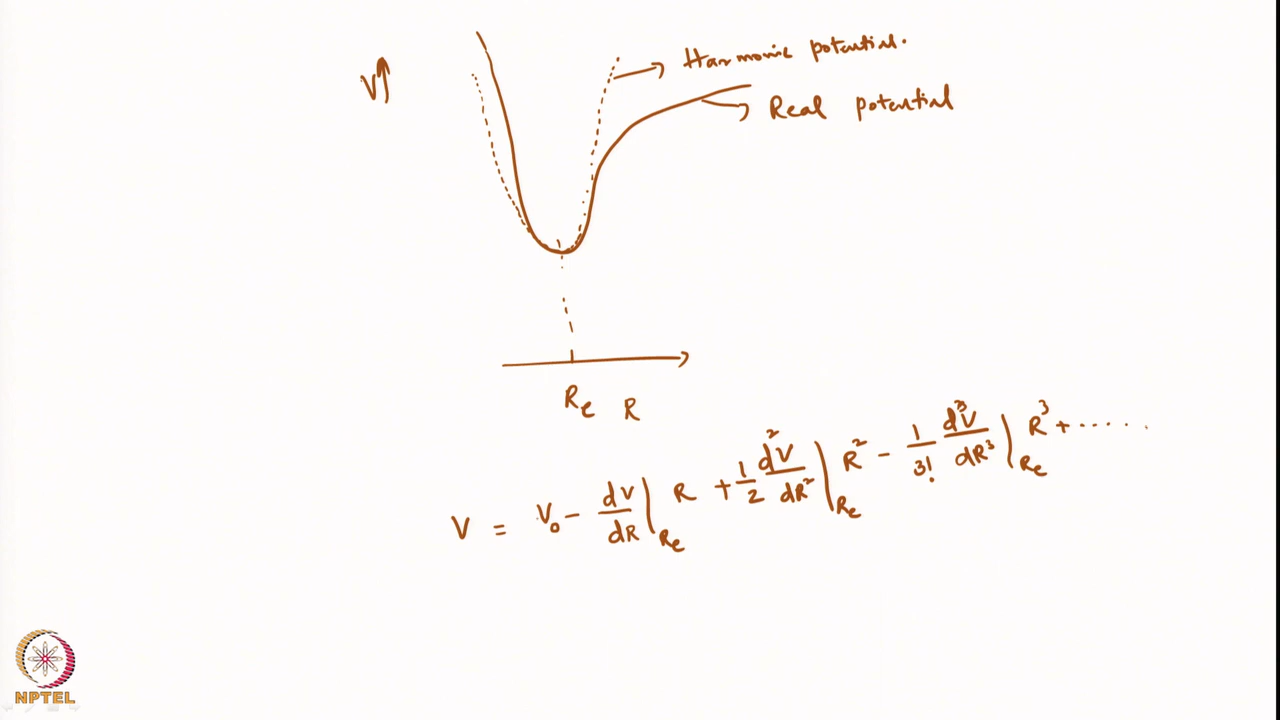 V↑
Harmonic potential.
Real potential
Re R
V = V₀ - dV/dR|Re R + 1/2 d²V/dR²|Re R² - 1/3! d³V/dR³|Re R³ + ......
NPTEL